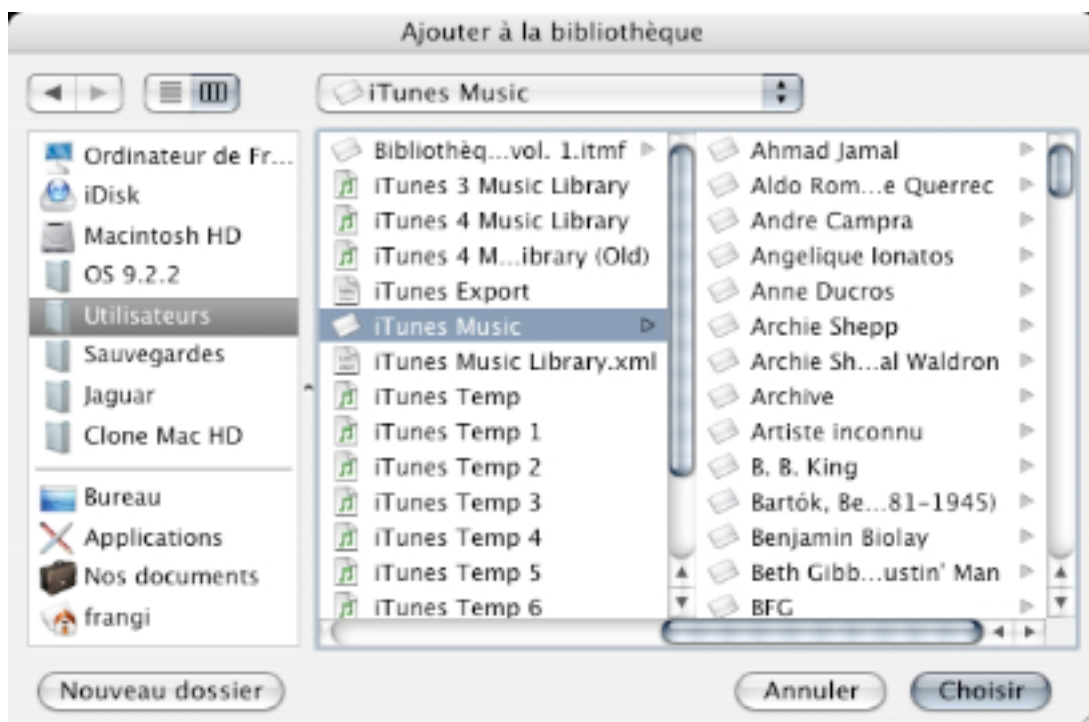 Ajouter à la bibliothèque
iTunes Music
Ordinateur de Fr...
iDisk
Macintosh HD
OS 9.2.2
Utilisateurs
Sauvegardes
Jaguar
Clone Mac HD
Bureau
Applications
Nos documents
frangi
Bibliothèq...vol. 1.itmf
iTunes 3 Music Library
iTunes 4 Music Library
iTunes 4 M...ibrary (Old)
iTunes Export
iTunes Music
iTunes Music Library.xml
iTunes Temp
iTunes Temp 1
iTunes Temp 2
iTunes Temp 3
iTunes Temp 4
iTunes Temp 5
iTunes Temp 6
Ahmad Jamal
Aldo Rom...e Querrec
Andre Campra
Angelique Ionatos
Anne Ducros
Archie Shepp
Archie Sh...al Waldron
Archive
Artiste inconnu
B. B. King
Bartók, Be...81-1945)
Benjamin Biolay
Beth Gibb...ustin' Man
BFG
Nouveau dossier
Annuler
Choisir